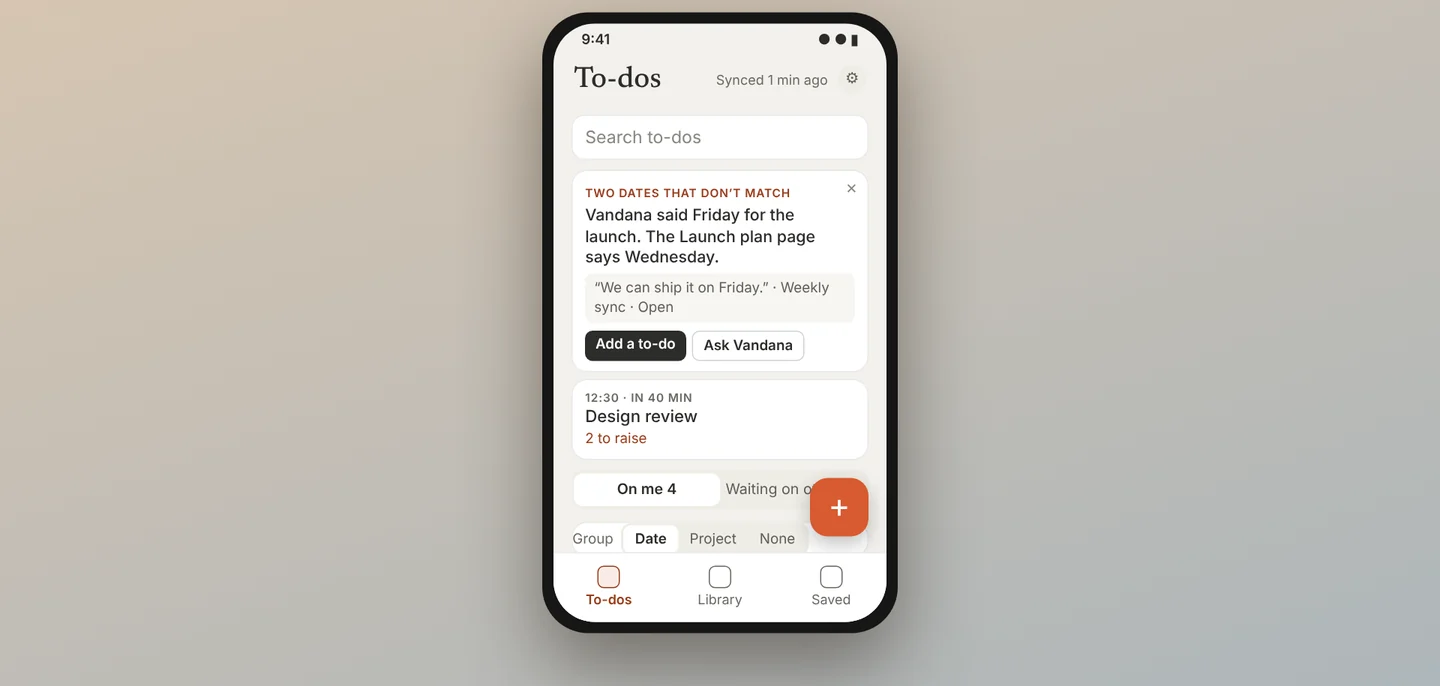 9:41
To-dos
Synced 1 min ago
Search to-dos
TWO DATES THAT DON’T MATCH
Vandana said Friday for the
launch. The Launch plan page
says Wednesday.
“We can ship it on Friday.” · Weekly
sync · Open
Add a to-do
Ask Vandana
12:30 · IN 40 MIN
Design review
2 to raise
On me 4
Waiting on
Group
Date
Project
None
To-dos
Library
Saved